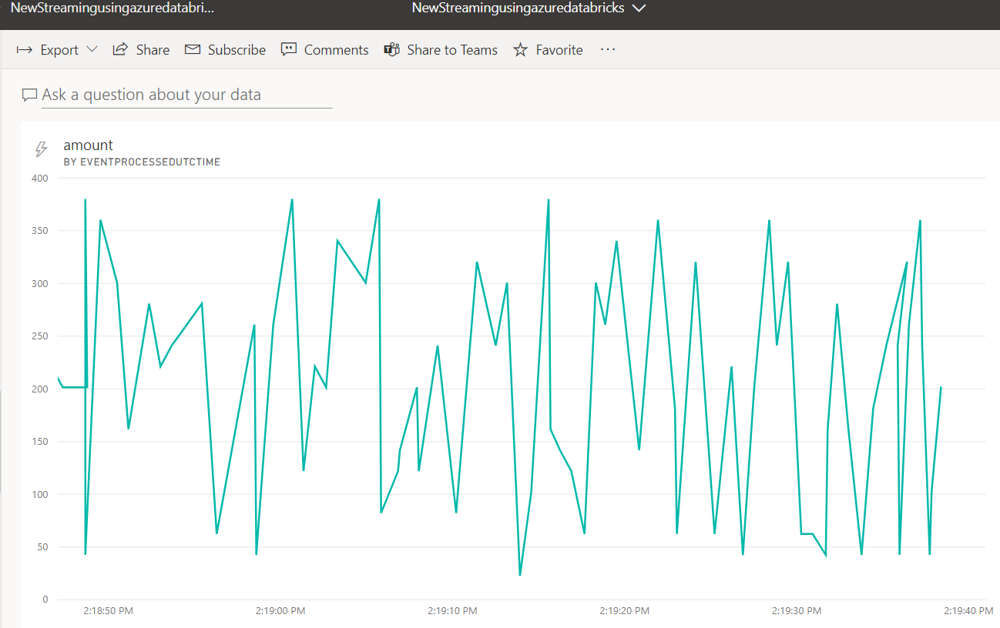 NewStreamingusingazuredatabri... NewStreamingusingazuredatabricks
Export Share Subscribe Comments Share to Teams Favorite ...
Ask a question about your data
amount
BY EVENTPROCESSEDUTCTIME
400
350
300
250
200
150
100
50
0
2:18:50 PM 2:19:00 PM 2:19:10 PM 2:19:20 PM 2:19:30 PM 2:19:40 PM